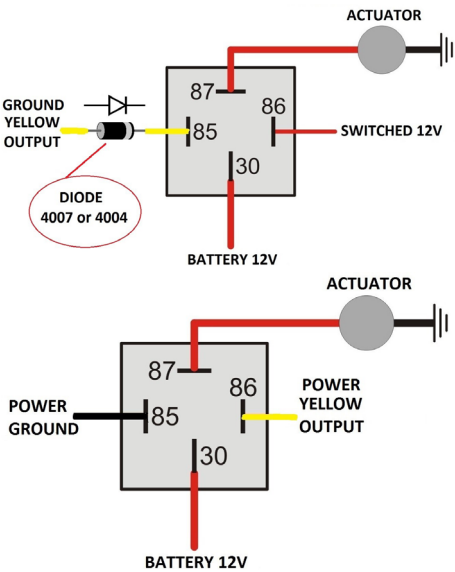 ACTUATOR
87
86
GROUND
YELLOW
OUTPUT
85
SWITCHED 12V
30
DIODE
4007 or 4004
BATTERY 12V
ACTUATOR
87
86
POWER
YELLOW
OUTPUT
POWER
GROUND
85
30
BATTERY 12V